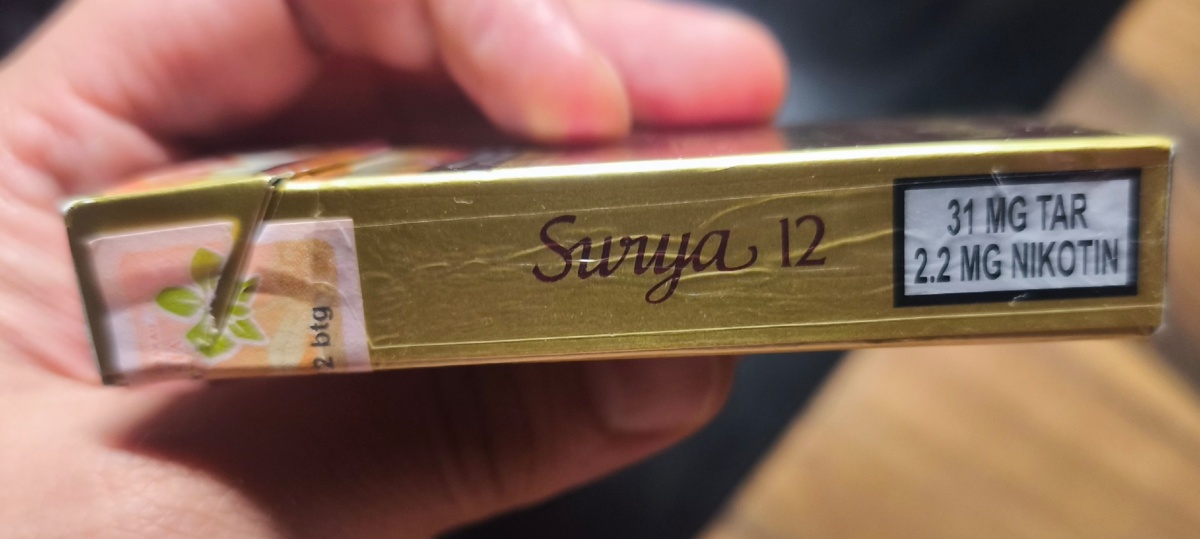 2 btg
Surya 12
31 MG TAR
2.2 MG NIKOTIN